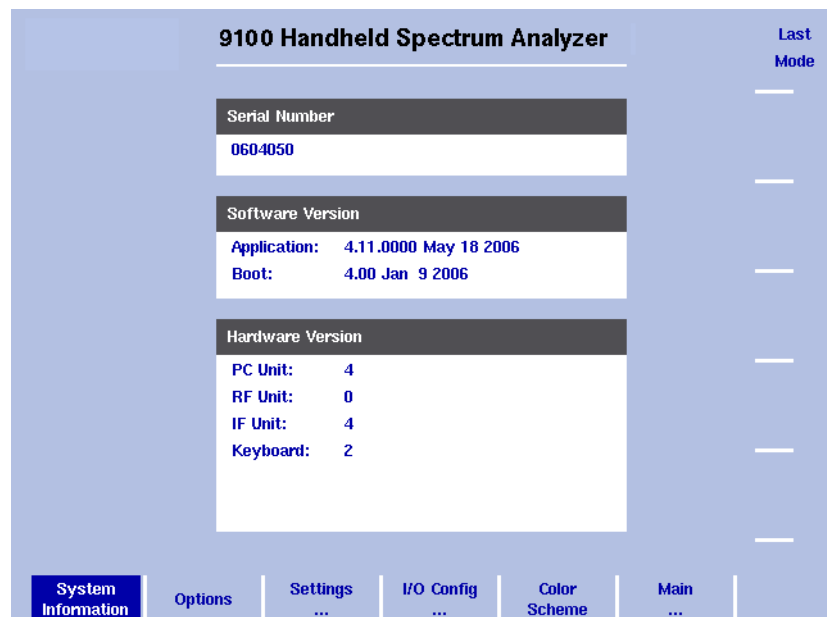 9100 Handheld Spectrum Analyzer
Last
Mode
Serial Number
0604050
Software Version
Application: 4.11.0000 May 18 2006
Boot: 4.00 Jan 9 2006
Hardware Version
PC Unit: 4
RF Unit: 0
IF Unit: 4
Keyboard: 2
System
Information
Options
Settings
...
I/O Config
...
Color
Scheme
Main
...